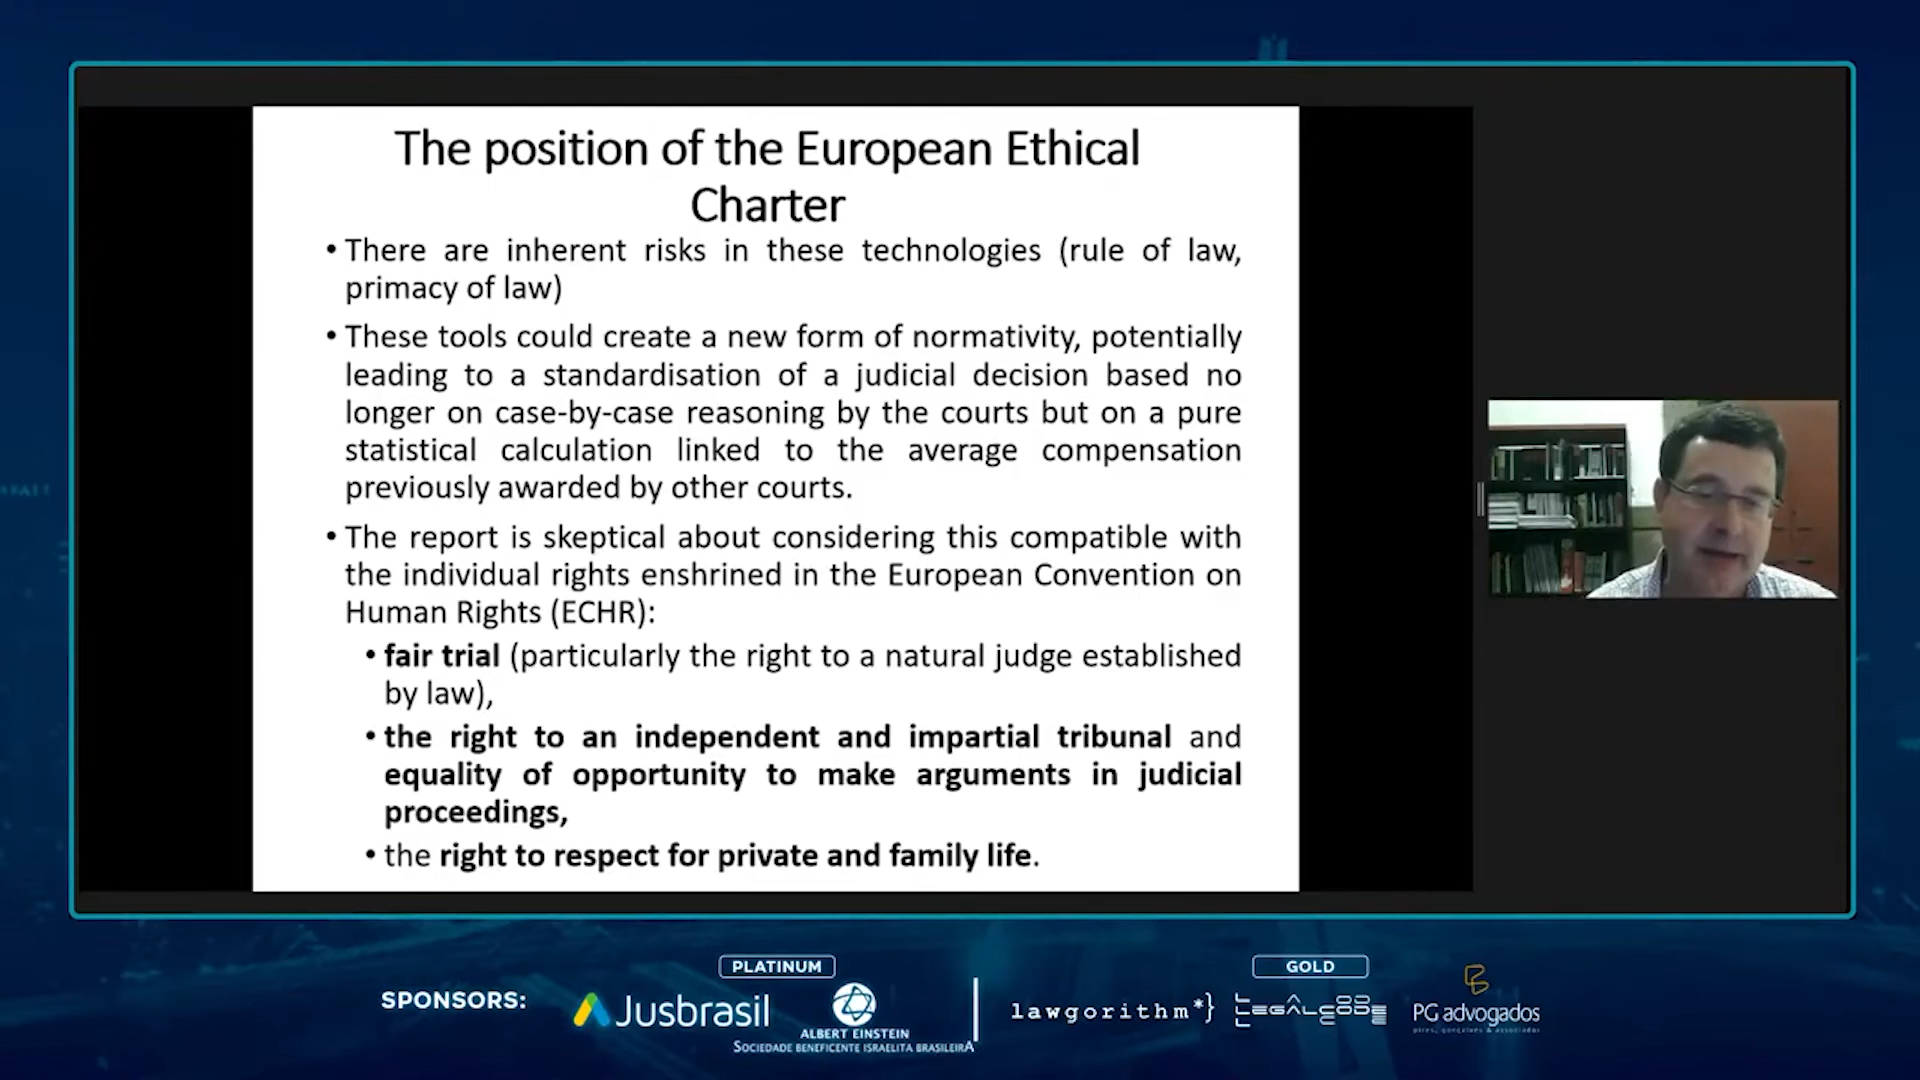 The position of the European Ethical
Charter
• There are inherent risks in these technologies (rule of law,
primacy of law)
• These tools could create a new form of normativity, potentially
leading to a standardisation of a judicial decision based no
longer on case-by-case reasoning by the courts but on a pure
statistical calculation linked to the average compensation
previously awarded by other courts.
• The report is skeptical about considering this compatible with
the individual rights enshrined in the European Convention on
Human Rights (ECHR):
• fair trial (particularly the right to a natural judge established
by law),
• the right to an independent and impartial tribunal and
equality of opportunity to make arguments in judicial
proceedings,
• the right to respect for private and family life.
SPONSORS:
PLATINUM
Jusbrasil
ALBERT EINSTEIN
SOCIEDADE BENEFICENTE ISRAELITA BRASILEIRA
GOLD
lawgorithm*}
LEGALCODE
PG advogados
pires, gonçalves & associados